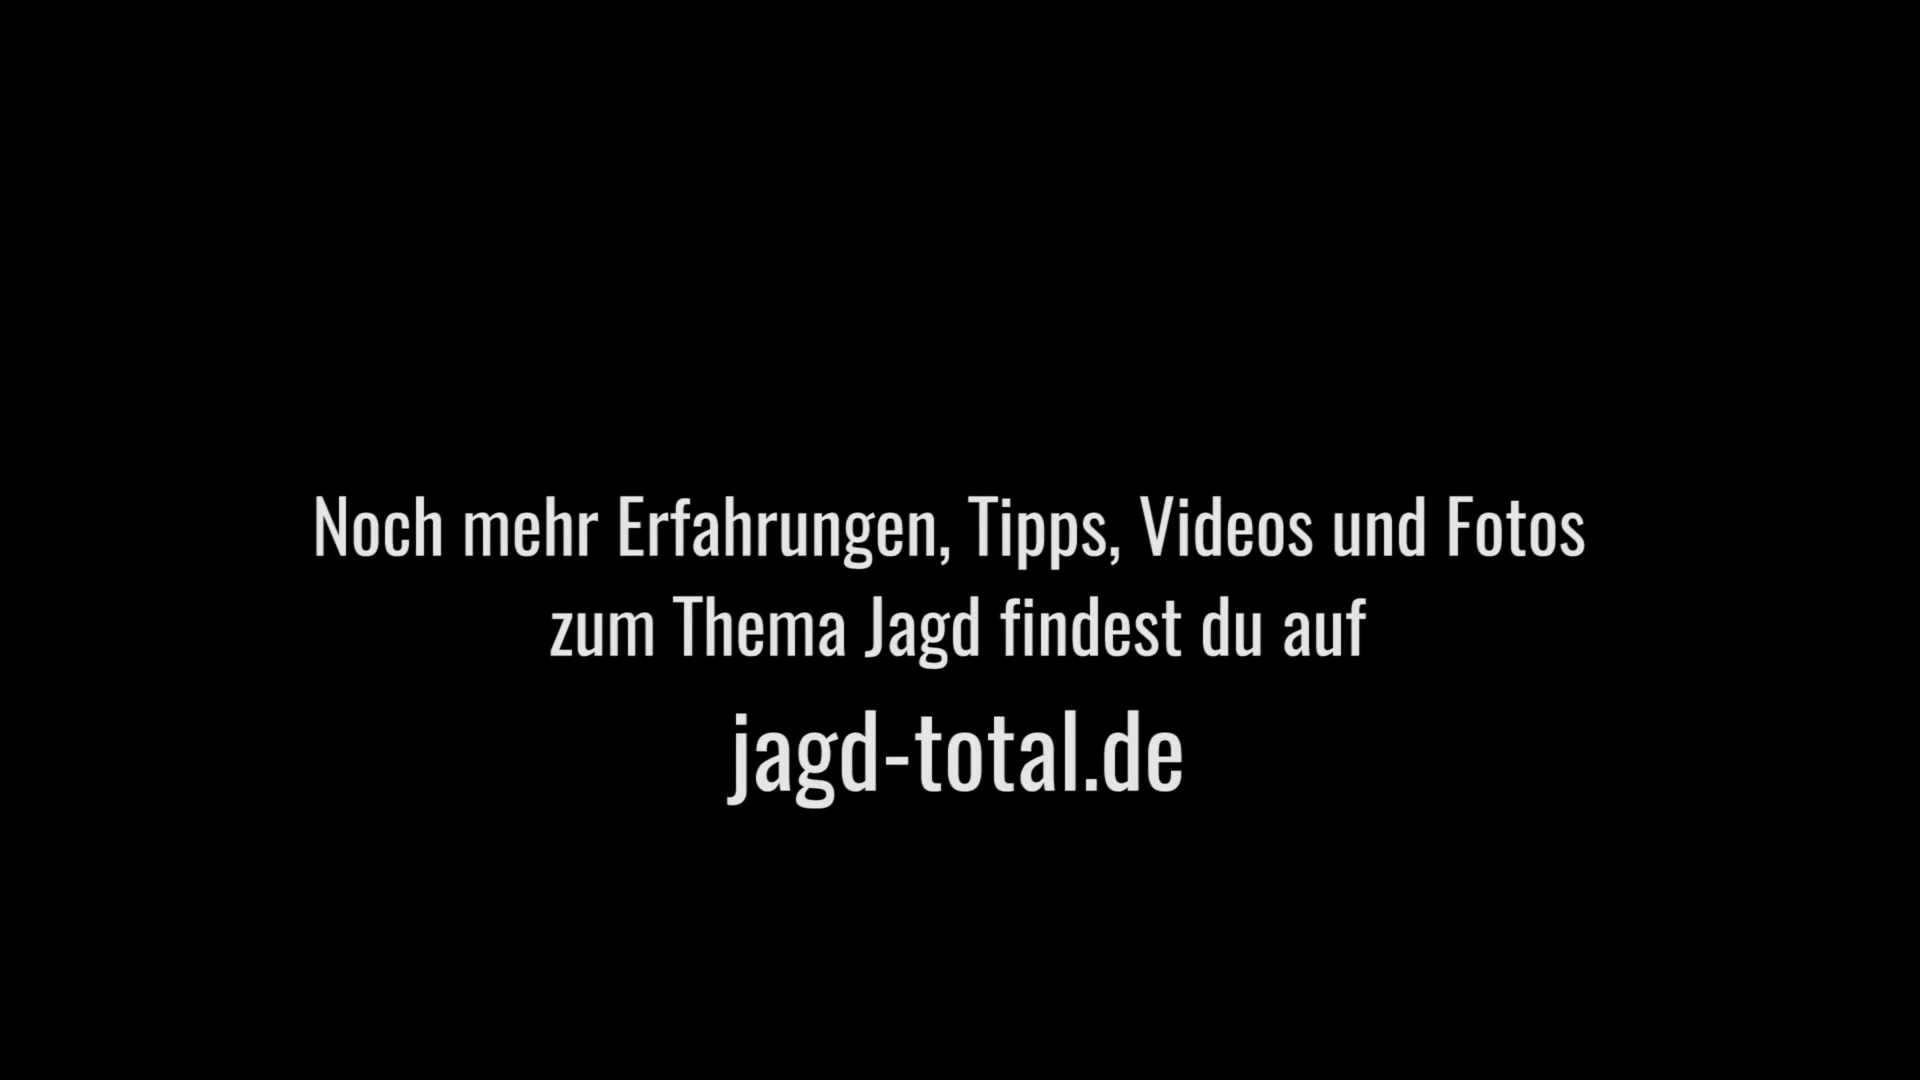 Noch mehr Erfahrungen, Tipps, Videos und Fotos
zum Thema Jagd findest du auf
jagd-total.de